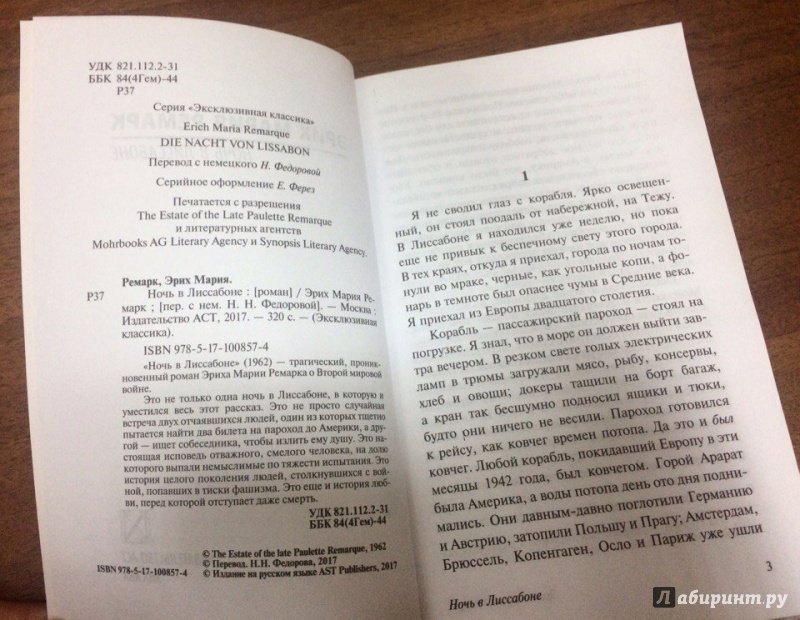 УДК 821.112.2-31
ББК 84(4Гем)-44
Р37
Серия «Эксклюзивная классика»
Erich Maria Remarque
DIE NACHT VON LISSABON
Перевод с немецкого Н. Федоровой
Серийное оформление Е. Ферез
Печатается с разрешения
The Estate of the Late Paulette Remarque
и литературных агентств
Mohrbooks AG Literary Agency и Synopsis Literary Agency.
Ремарк, Эрих Мария.
Р37 Ночь в Лиссабоне : [роман] / Эрих Мария Ре-
марк ; [пер. с нем. Н. Н. Федоровой]. — Москва :
Издательство АСТ, 2017. — 320 с. — (Эксклюзивная
классика).
ISBN 978-5-17-100857-4
«Ночь в Лиссабоне» (1962) — трагический, проник-
новенный роман Эриха Марии Ремарка о Второй мировой
войне.
Это не только одна ночь в Лиссабоне, в которую и
уместился весь этот рассказ. Это не просто случайная
встреча двух отчаявшихся людей, один из которых тщетно
пытается найти два билета на пароход до Америки, а дру-
гой — ищет собеседника, чтобы излить ему душу. Это на-
стоящая исповедь отважного, смелого человека, на долю
которого выпали немыслимые по тяжести испытания. Это
история целого поколения людей, столкнувшихся с вой-
ной, попавших в тиски фашизма. Это еще и история люб-
ви, перед которой отступает даже смерть.
УДК 821.112.2-31
ББК 84(4Гем)-44
© The Estate of the late Paulette Remarque, 1962
© Перевод. Н.Н. Федорова, 2017
ISBN 978-5-17-100857-4 © Издание на русском языке AST Publishers, 2017
1
Я не сводил глаз с корабля. Ярко освещен-
ный, он стоял поодаль от набережной, на Тежу.
В Лиссабоне я находился уже неделю, но пока
еще не привык к беспечному свету этого города.
В тех краях, откуда я приехал, города по ночам то-
нули во мраке, черные, как угольные копи, а фо-
нарь в темноте был опаснее чумы в Средние века.
Я приехал из Европы двадцатого столетия.
Корабль — пассажирский пароход — стоял на
погрузке. Я знал, что в море он должен выйти зав-
тра вечером. В резком свете голых электрических
ламп в трюмы загружали мясо, рыбу, консервы,
хлеб и овощи; докеры тащили на борт багаж,
а кран так бесшумно подносил ящики и тюки,
будто они ничего не весили. Пароход готовился
к рейсу, как ковчег времен потопа. Да это и был
ковчег. Любой корабль, покидавший Европу в эти
месяцы 1942 года, был ковчегом. Горой Арарат
была Америка, а воды потопа день ото дня подни-
мались. Они давным-давно поглотили Германию
и Австрию, затопили Польшу и Прагу; Амстердам,
Брюссель, Копенгаген, Осло и Париж уже ушли
3
Ночь в Лиссабоне
Лабиринт.ру